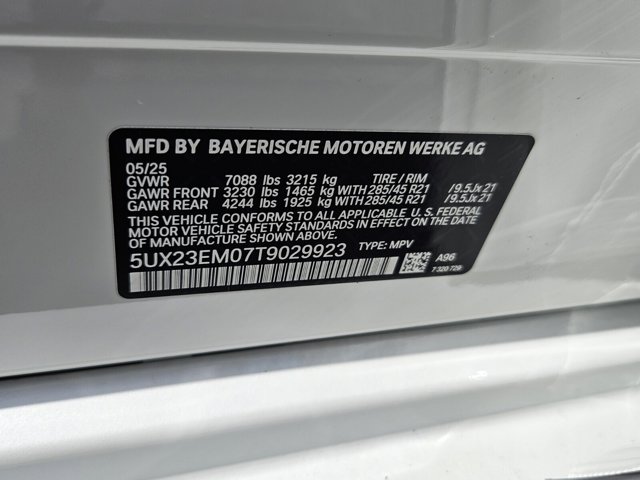 MFD BY BAYERISCHE MOTOREN WERKE AG
05/25
GVWR 7088 lbs 3215 kg TIRE / RIM
GAWR FRONT 3230 lbs 1465 kg WITH 285/45 R21 / 9.5Jx21
GAWR REAR 4244 lbs 1925 kg WITH 285/45 R21 / 9.5Jx21
THIS VEHICLE CONFORMS TO ALL APPLICABLE U. S. FEDERAL
MOTOR VEHICLE SAFETY STANDARDS IN EFFECT ON THE
DATE OF MANUFACTURE SHOWN ABOVE.
5UX23EM07T9029923 TYPE: MPV
A96
7 320 729